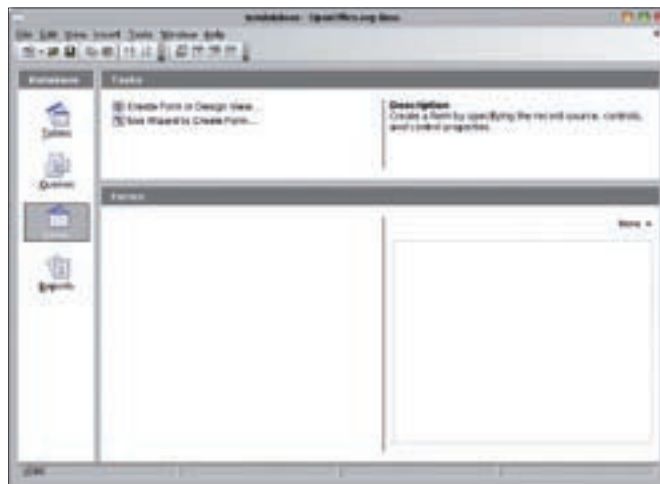 OpenOffice.org Base
File Edit View Insert Tools Window Help
Database
Tasks
Tables
Queries
Reports
Create Form in Design View...
Use Wizard to Create Form...
Description
Create a form by specifying the record source, controls,
and control properties.
Forms
None